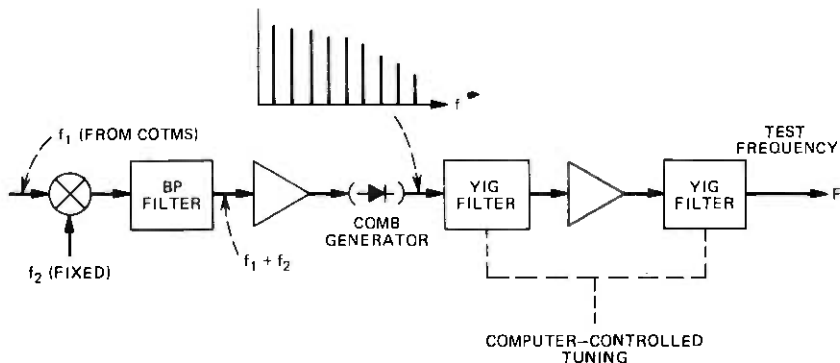 f
f₁ (FROM COTMS)
TEST
FREQUENCY
BP
FILTER
YIG
FILTER
YIG
FILTER
F
COMB
GENERATOR
f₂ (FIXED)
f₁ + f₂
COMPUTER–CONTROLLED
TUNING